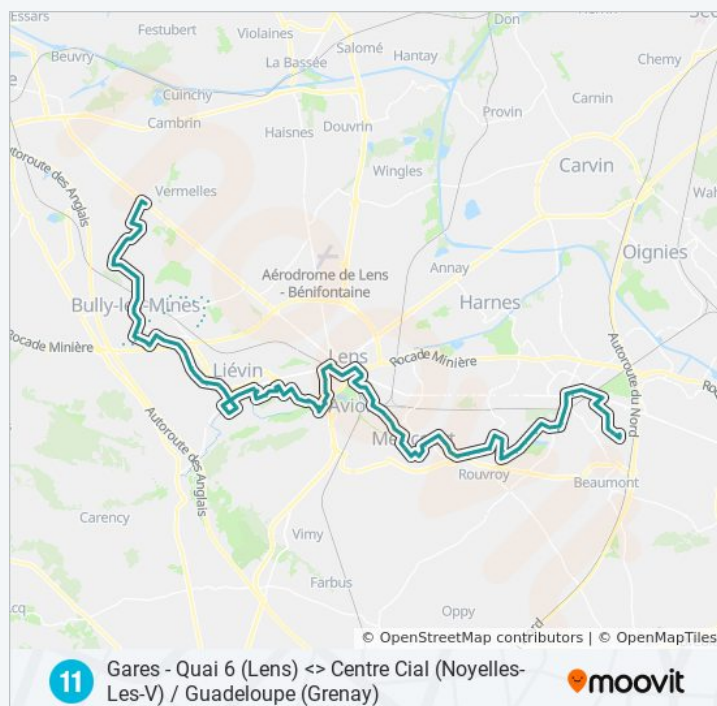 Essars
Festubert
Violaines
Salomé
Hantay
Don
Beuvry
La Bassée
Phalempin
Chemy
Cuinchy
Provin
Carnin
Cambrin
Haisnes
Douvrin
Autoroute des Anglais
Wingles
Carvin
Vermelles
Oignies
Aérodrome de Lens
- Bénifontaine
Annay
Harnes
Bully-les-Mines
Rocade Minière
Liévin
Lens
Rocade Minière
Autoroute du Nord
Avion
Méricourt
Rouvroy
Beaumont
Autoroute des Anglais
Carency
Vimy
Farbus
Oppy
© OpenStreetMap contributors | © OpenMapTiles
11
Gares - Quai 6 (Lens) <> Centre Cial (Noyelles-
Les-V) / Guadeloupe (Grenay)
moovit